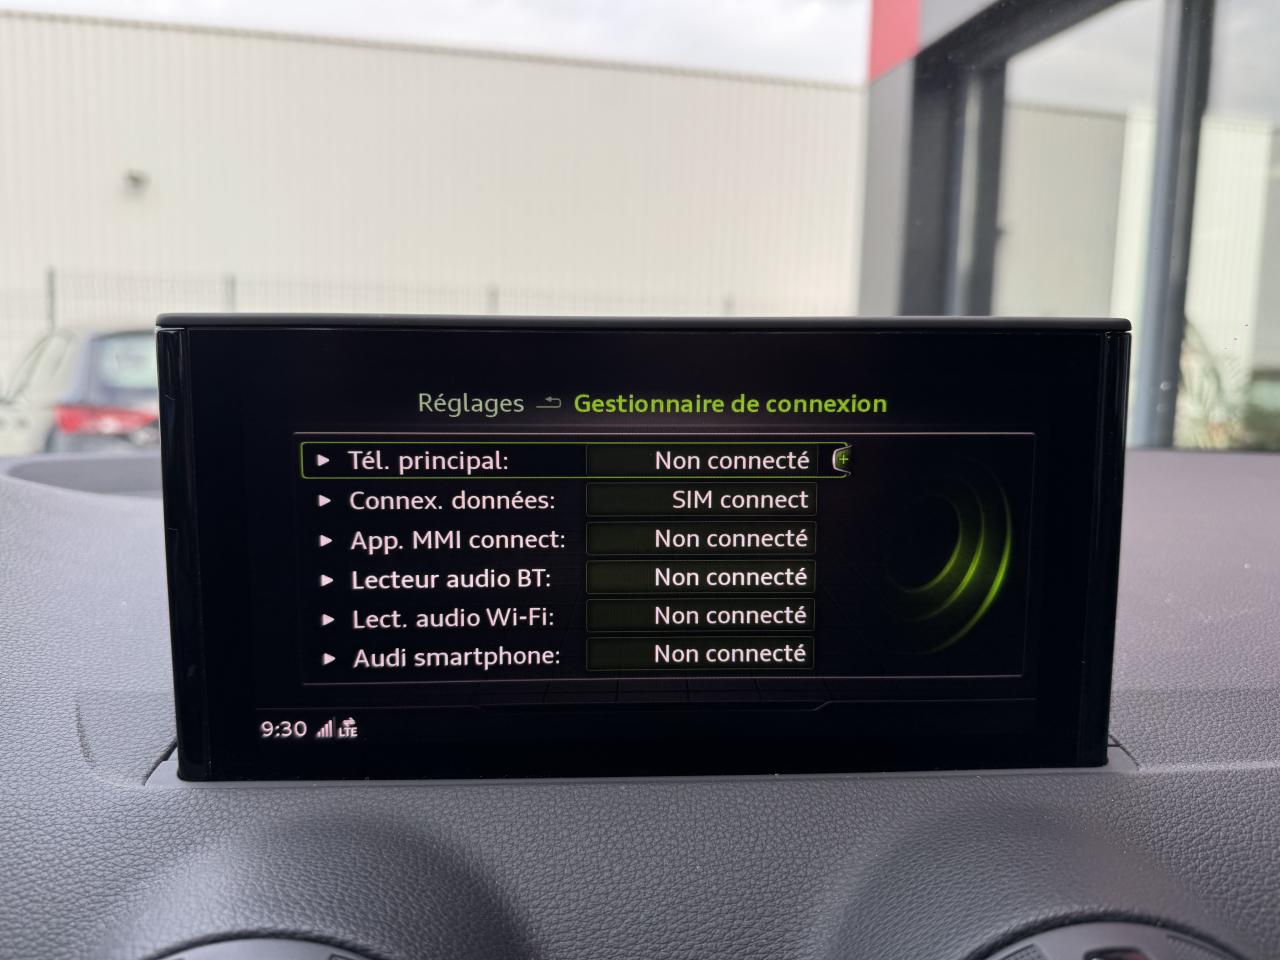 Réglages Gestionnaire de connexion
Tél. principal: Non connecté
Connex. données: SIM connect
App. MMI connect: Non connecté
Lecteur audio BT: Non connecté
Lect. audio Wi-Fi: Non connecté
Audi smartphone: Non connecté
9:30 LTE